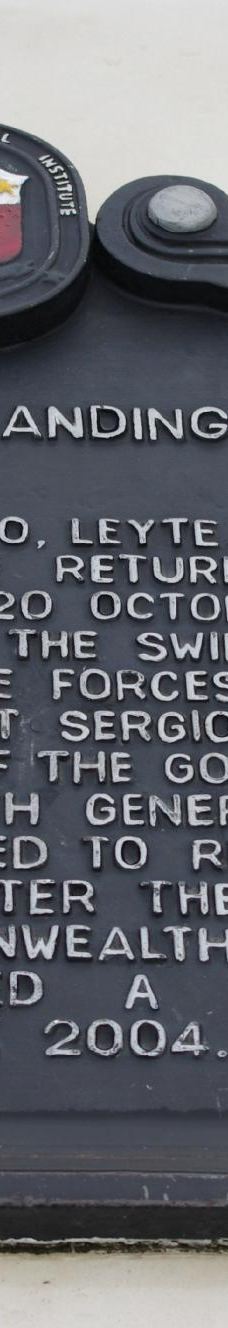 L INSTITUTE
ANDING
O, LEYTE
RETUR
20 OCTO
THE SWI
E FORCES
T SERGIO
F THE GO
H GENER
ED TO R
TER THE
NWEALTH
ED A
2004.